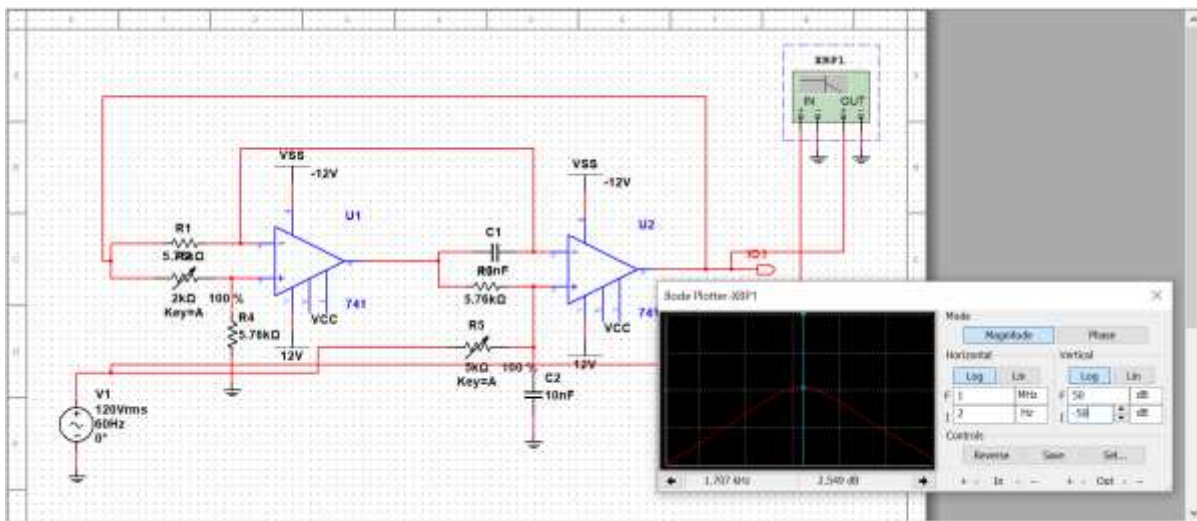 XBP1
IN OUT
VSS
-12V
VSS
-12V
U1
U2
R1
C1
IO1
2kΩ 100 %
Key=A
741
VCC
5.76kΩ
R4
5.76kΩ
R5
12V
5kΩ 100 %
Key=A
VCC
12V
C2
10nF
V1
120Vrms
60Hz
0°
Bode Plotter-XBP1
Mode
Magnitude Phase
Horizontal Vertical
Log Lin Log Lin
F 1 MHz F 50 dB
I 2 Hz I -50 dB
Controls
Reverse Save Set...
1.707 kHz 2.549 dB
+ - In - - + - Out - -